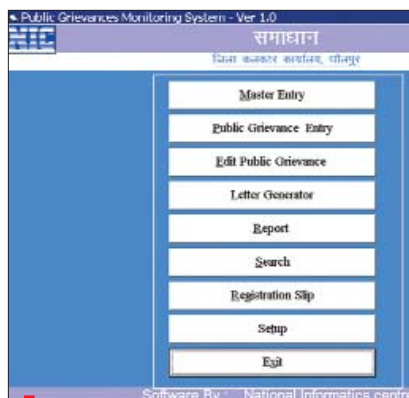 Public Grievances Monitoring System - Ver 1.0
NIC
समाधान
जिला कलक्टर कार्यालय, धौलपुर
Master Entry
Public Grievance Entry
Edit Public Grievance
Letter Generator
Report
Search
Registration Slip
Setup
Exit
Software By : National Informatics centr